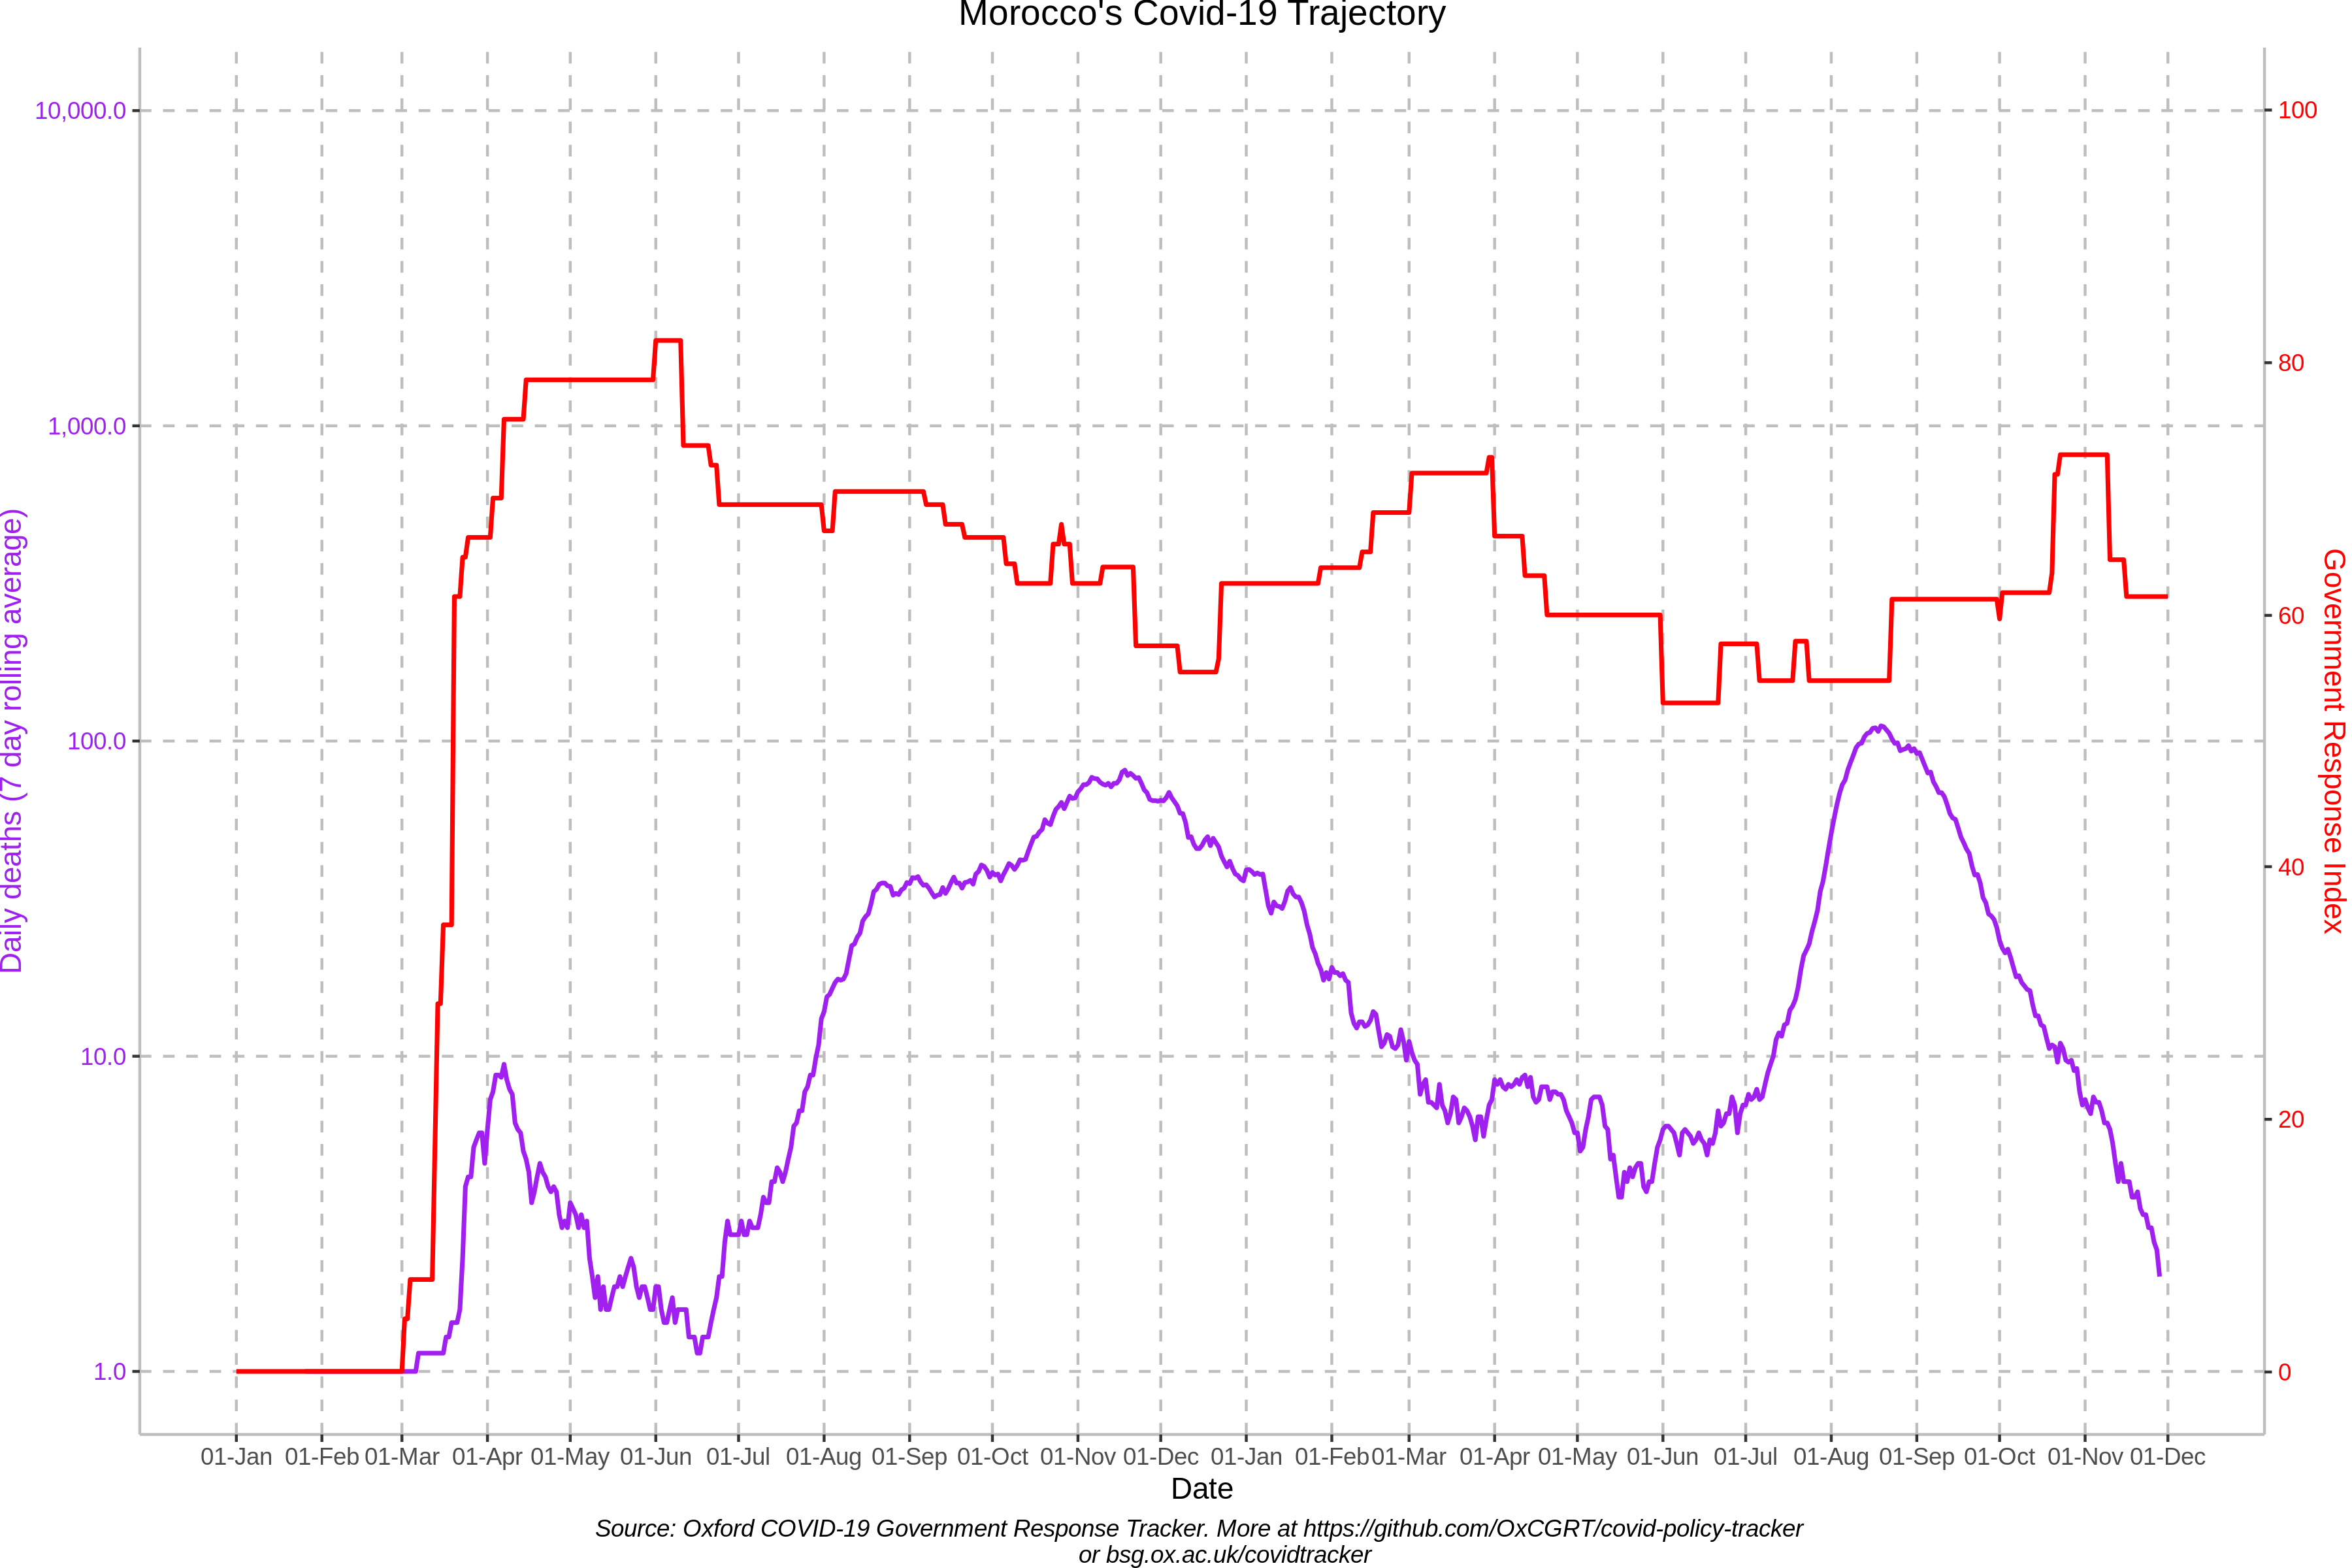 Morocco's Covid-19 Trajectory
10,000.0
1,000.0
100.0
10.0
1.0
Daily deaths (7 day rolling average)
100
80
60
40
20
0
Government Response Index
01-Jan 01-Feb 01-Mar 01-Apr 01-May 01-Jun 01-Jul 01-Aug 01-Sep 01-Oct 01-Nov 01-Dec 01-Jan 01-Feb 01-Mar 01-Apr 01-May 01-Jun 01-Jul 01-Aug 01-Sep 01-Oct 01-Nov 01-Dec
Date
Source: Oxford COVID-19 Government Response Tracker. More at https://github.com/OxCGRT/covid-policy-tracker
or bsg.ox.ac.uk/covidtracker